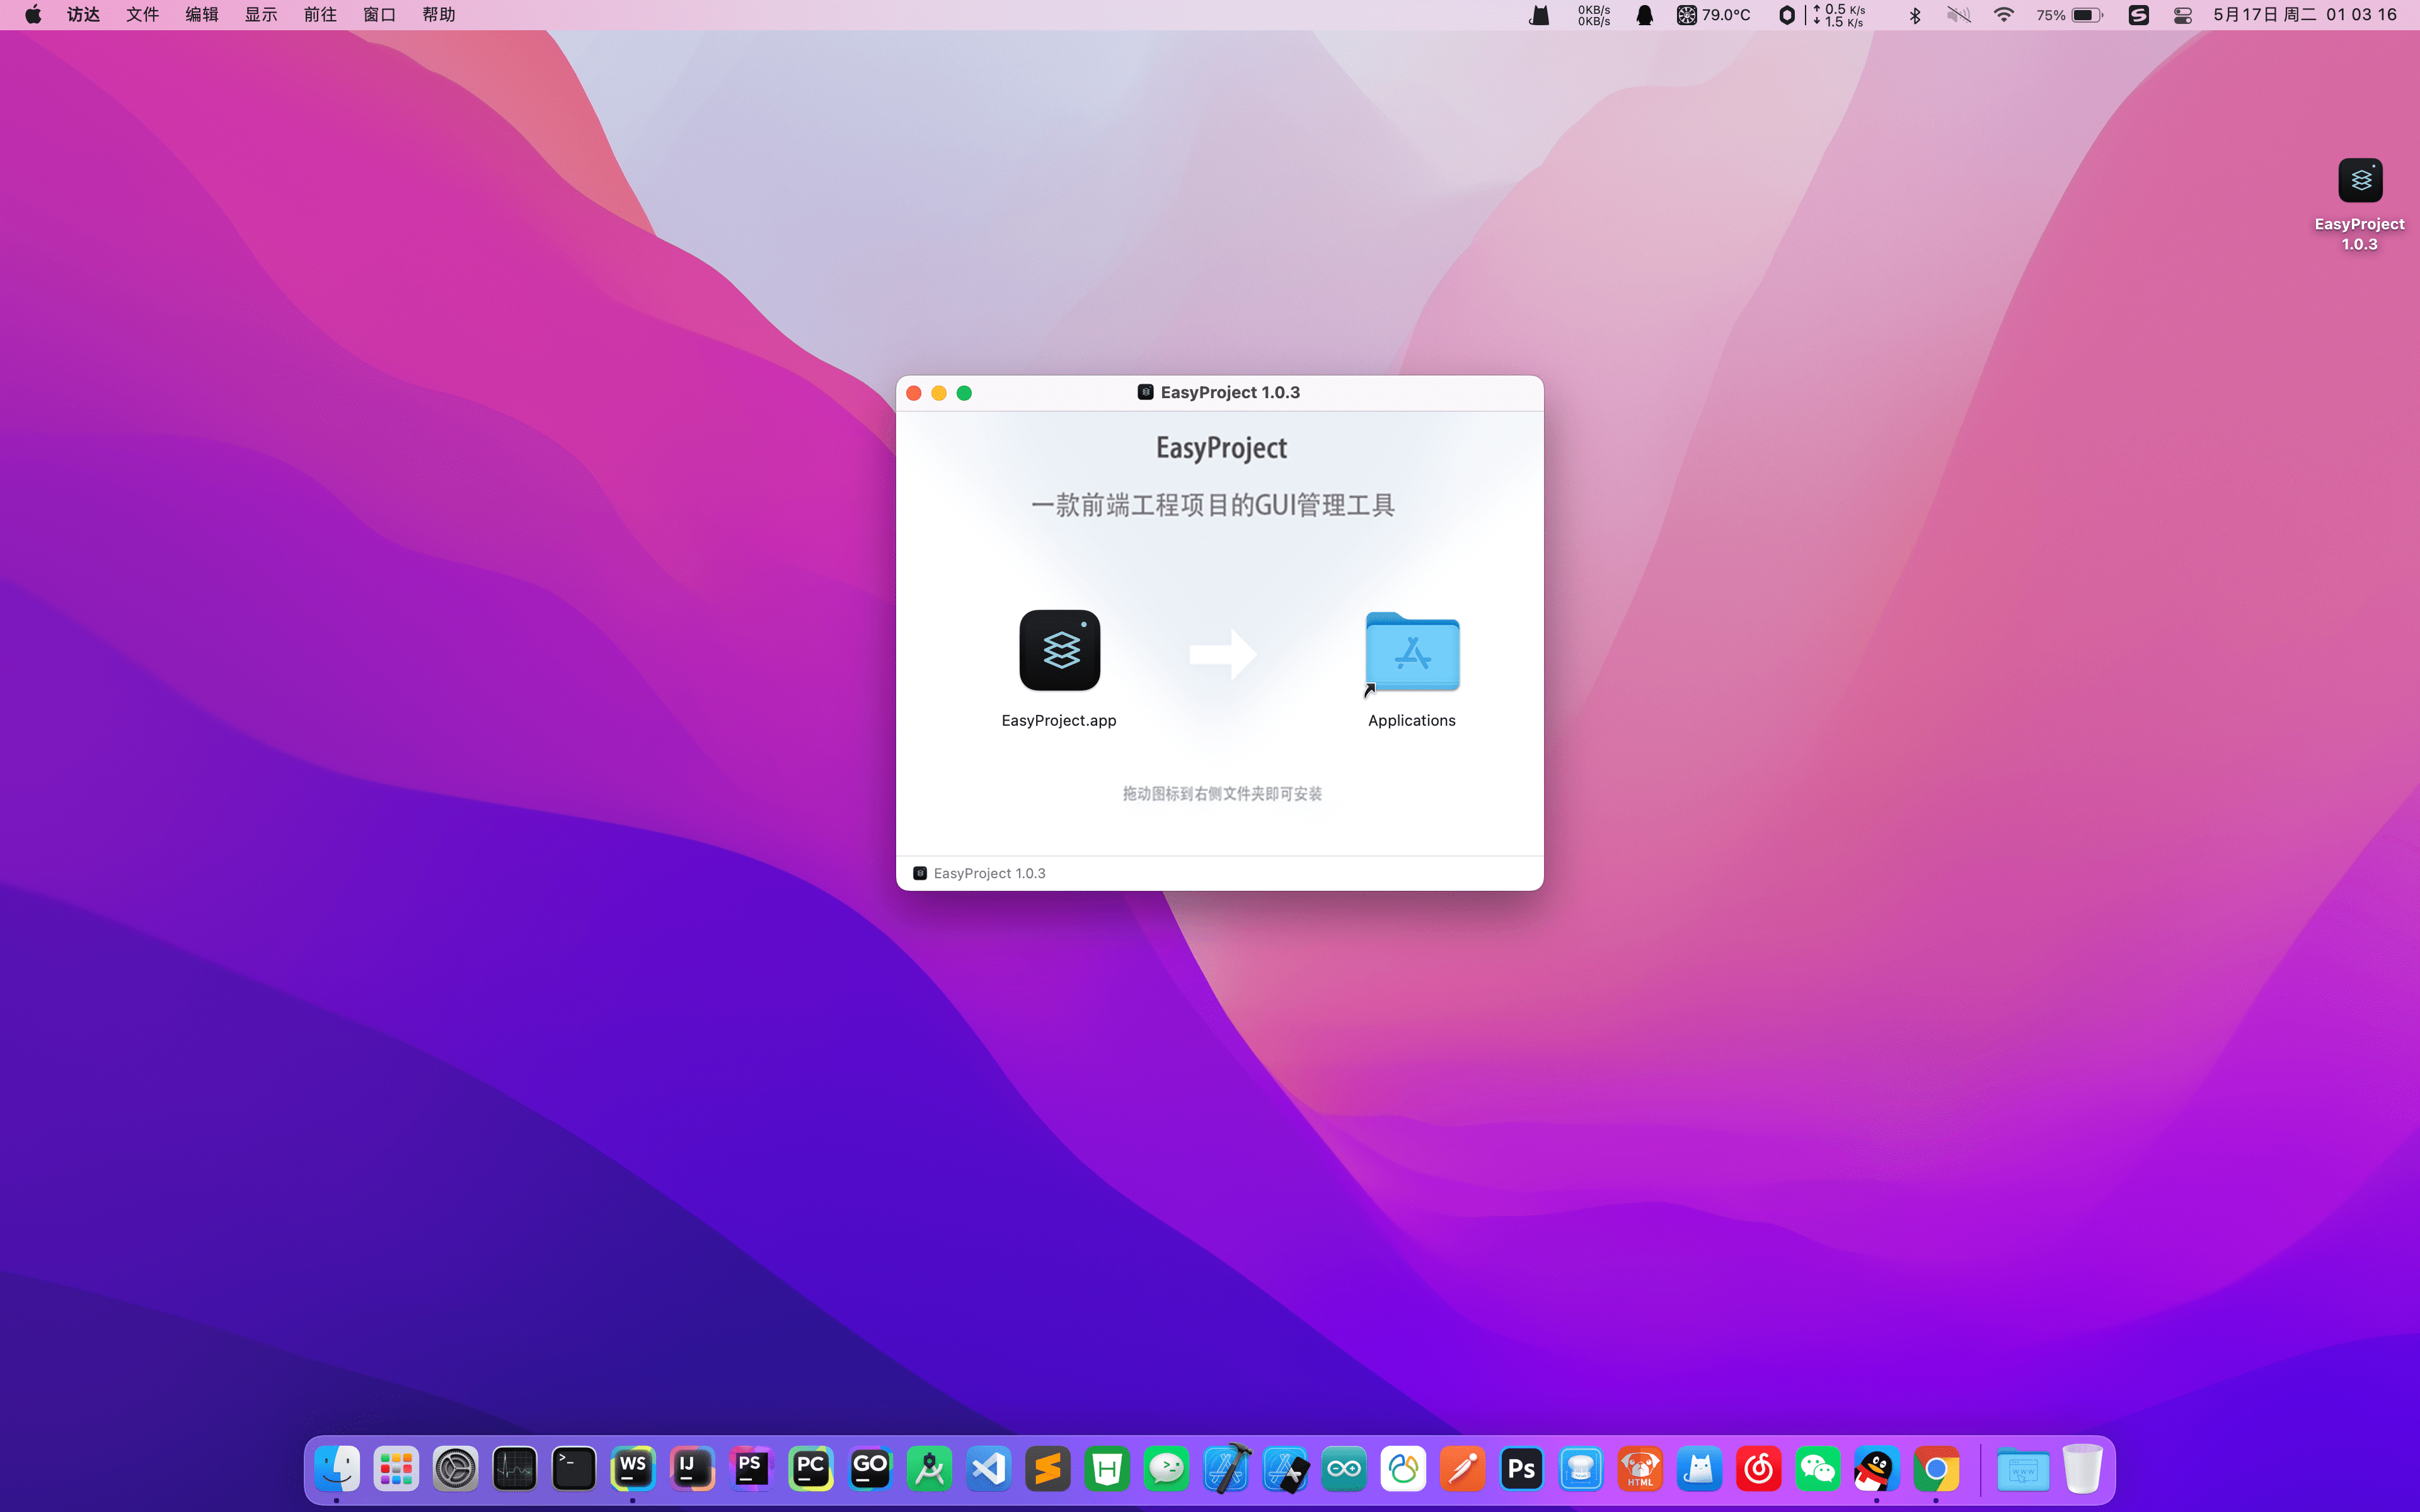 访达 文件 编辑 显示 前往 窗口 帮助
0KB/s
0KB/s
79.0°C
0.5 K/s
1.5 K/s
75%
5月17日 周二 01 03 16
EasyProject
1.0.3
EasyProject 1.0.3
EasyProject
一款前端工程项目的GUI管理工具
EasyProject.app
Applications
拖动图标到右侧文件夹即可安装
EasyProject 1.0.3
WS IJ PS PC GO Ps HTML WWW